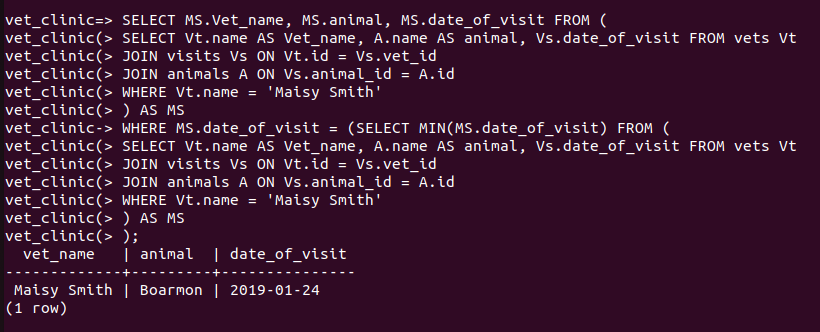 vet_clinic=> SELECT MS.Vet_name, MS.animal, MS.date_of_visit FROM (
vet_clinic(> SELECT Vt.name AS Vet_name, A.name AS animal, Vs.date_of_visit FROM vets Vt
vet_clinic(> JOIN visits Vs ON Vt.id = Vs.vet_id
vet_clinic(> JOIN animals A ON Vs.animal_id = A.id
vet_clinic(> WHERE Vt.name = 'Maisy Smith'
vet_clinic(> ) AS MS
vet_clinic-> WHERE MS.date_of_visit = (SELECT MIN(MS.date_of_visit) FROM (
vet_clinic(> SELECT Vt.name AS Vet_name, A.name AS animal, Vs.date_of_visit FROM vets Vt
vet_clinic(> JOIN visits Vs ON Vt.id = Vs.vet_id
vet_clinic(> JOIN animals A ON Vs.animal_id = A.id
vet_clinic(> WHERE Vt.name = 'Maisy Smith'
vet_clinic(> ) AS MS
vet_clinic(> );
  vet_name   | animal  | date_of_visit
-------------+---------+---------------
 Maisy Smith | Boarmon | 2019-01-24
(1 row)